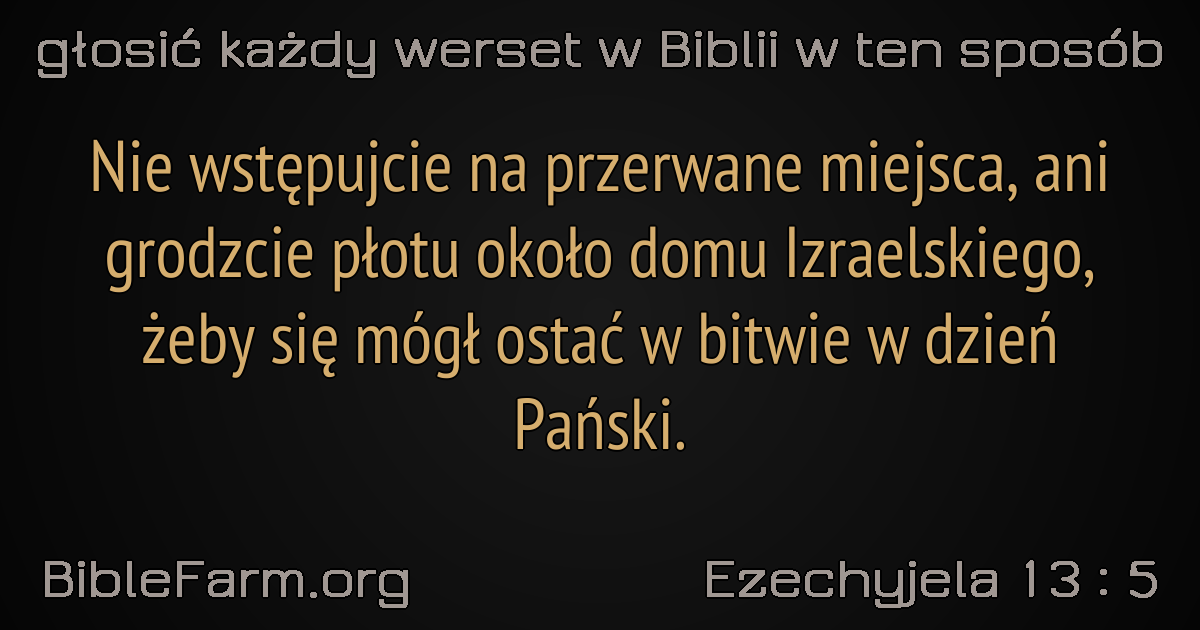 głosić każdy werset w Biblii w ten sposób
Nie wstępujcie na przerwane miejsca, ani
grodzcie płotu około domu Izraelskiego,
żeby się mógł ostać w bitwie w dzień
Pański.
BibleFarm.org
Ezechyjela 13 : 5